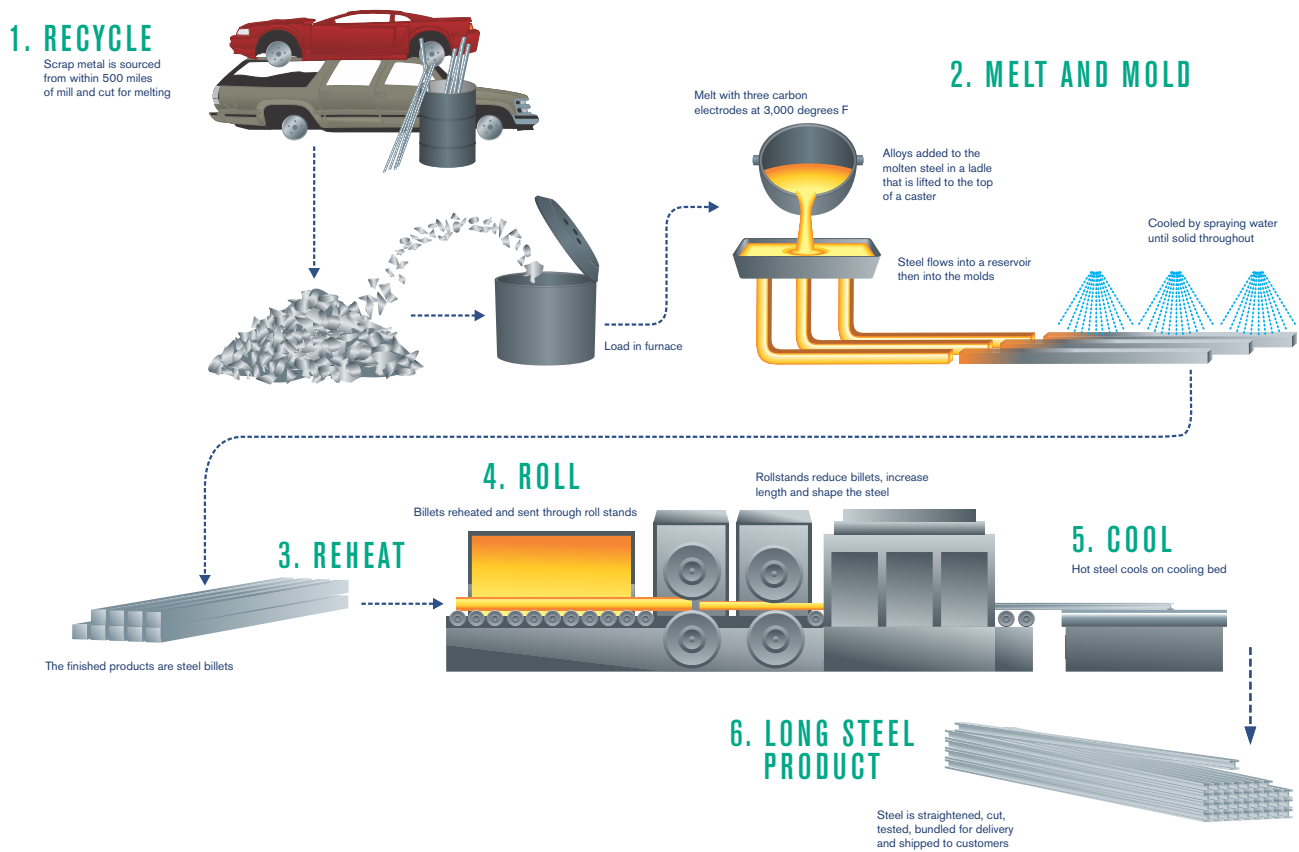 1. RECYCLE
Scrap metal is sourced
from within 500 miles
of mill and cut for melting
2. MELT AND MOLD
Melt with three carbon
electrodes at 3,000 degrees F
Alloys added to the
molten steel in a ladle
that is lifted to the top
of a caster
Cooled by spraying water
until solid throughout
Steel flows into a reservoir
then into the molds
Load in furnace
4. ROLL
Billets reheated and sent through roll stands
Rollstands reduce billets, increase
length and shape the steel
3. REHEAT
The finished products are steel billets
5. COOL
Hot steel cools on cooling bed
6. LONG STEEL
PRODUCT
Steel is straightened, cut,
tested, bundled for delivery
and shipped to customers